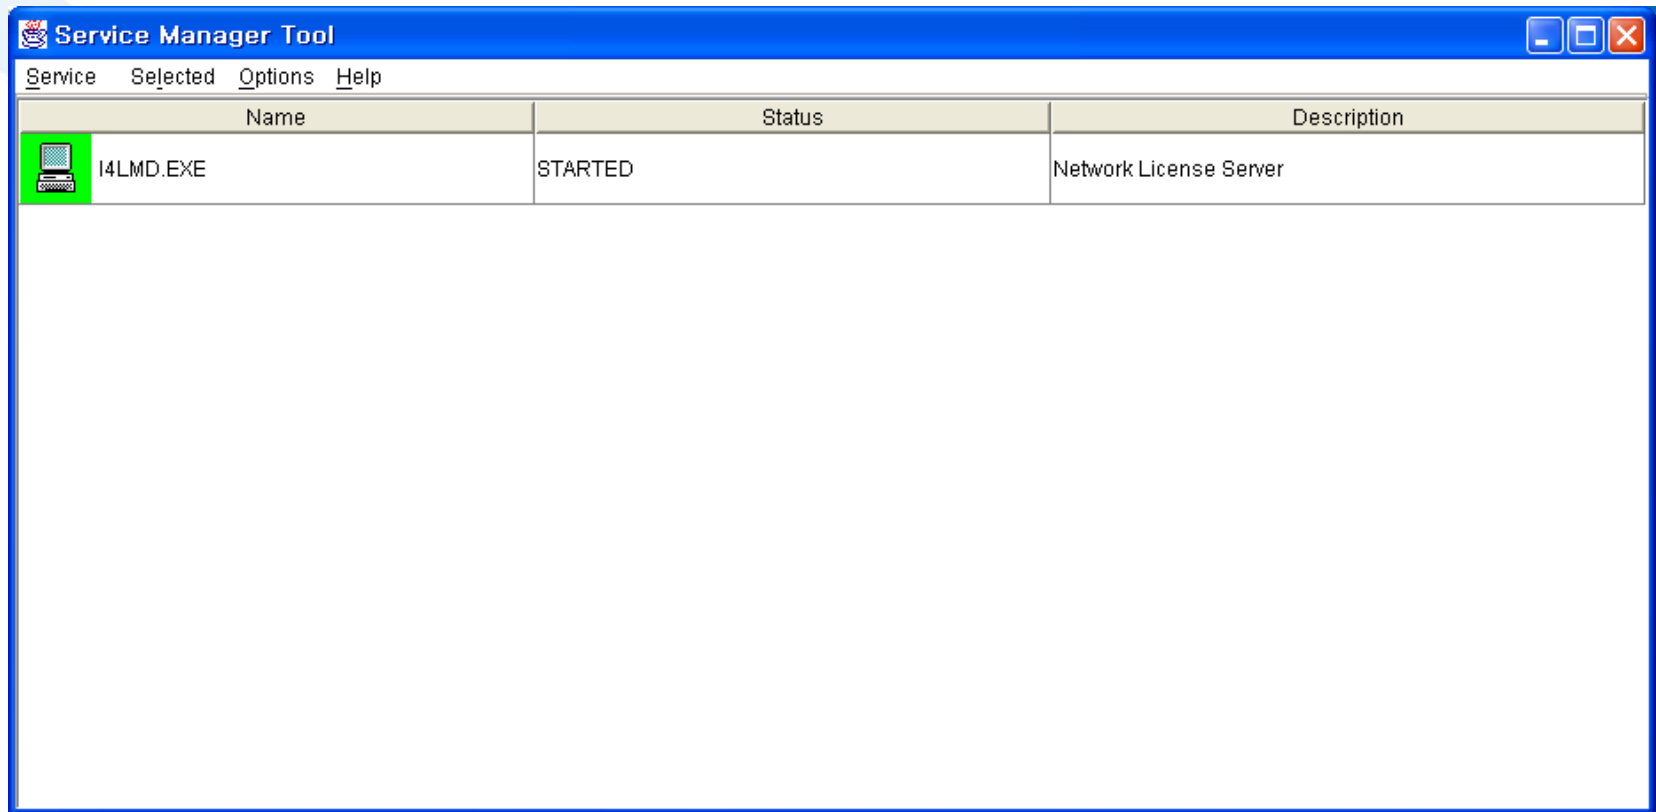 Service Manager Tool
Service Selected Options Help
Name Status Description
I4LMD.EXE STARTED Network License Server